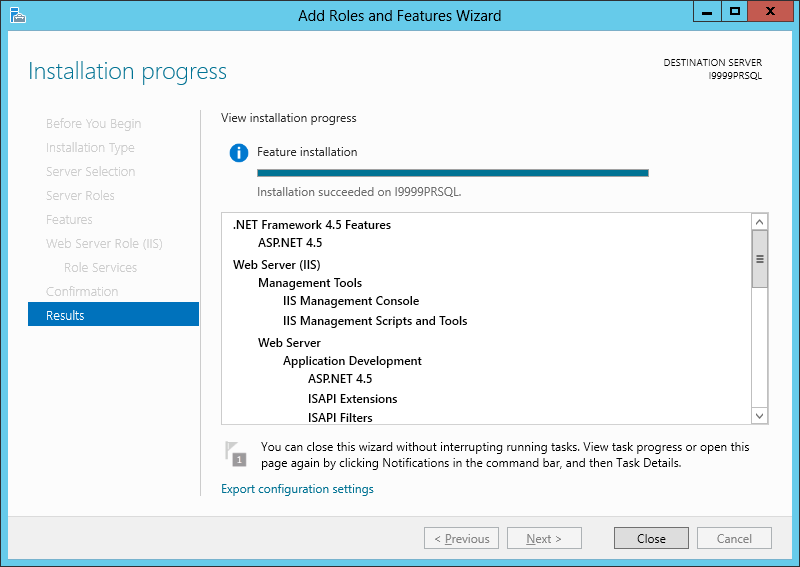 Add Roles and Features Wizard
Installation progress
DESTINATION SERVER
I9999PRSQL
Before You Begin
Installation Type
Server Selection
Server Roles
Features
Web Server Role (IIS)
Role Services
Confirmation
Results
View installation progress
Feature installation
Installation succeeded on I9999PRSQL.
.NET Framework 4.5 Features
ASP.NET 4.5
Web Server (IIS)
Management Tools
IIS Management Console
IIS Management Scripts and Tools
Web Server
Application Development
ASP.NET 4.5
ISAPI Extensions
ISAPI Filters
1
You can close this wizard without interrupting running tasks. View task progress or open this
page again by clicking Notifications in the command bar, and then Task Details.
Export configuration settings
< Previous
Next >
Close
Cancel